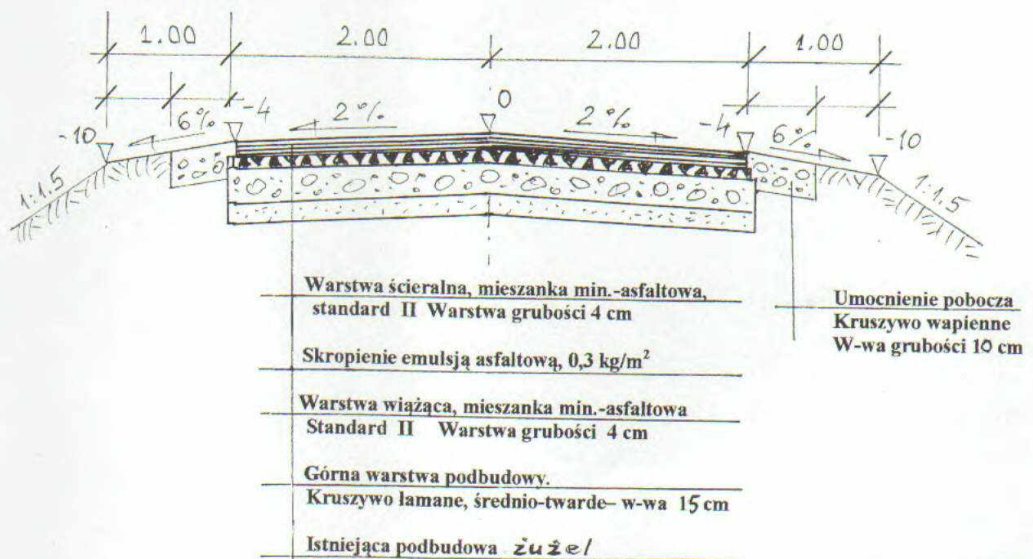 1.00 2.00 2.00 1.00
-10 6% -4 2% 0 2% -4 6% -10
1:1.5 1:1.5
Warstwa ścieralna, mieszanka min.-asfaltowa,
standard II Warstwa grubości 4 cm
Skropienie emulsją asfaltową, 0,3 kg/m²
Warstwa wiążąca, mieszanka min.-asfaltowa
Standard II Warstwa grubości 4 cm
Górna warstwa podbudowy.
Kruszywo łamane, średnio-twarde– w-wa 15 cm
Istniejąca podbudowa żużel
Umocnienie pobocza
Kruszywo wapienne
W-wa grubości 10 cm